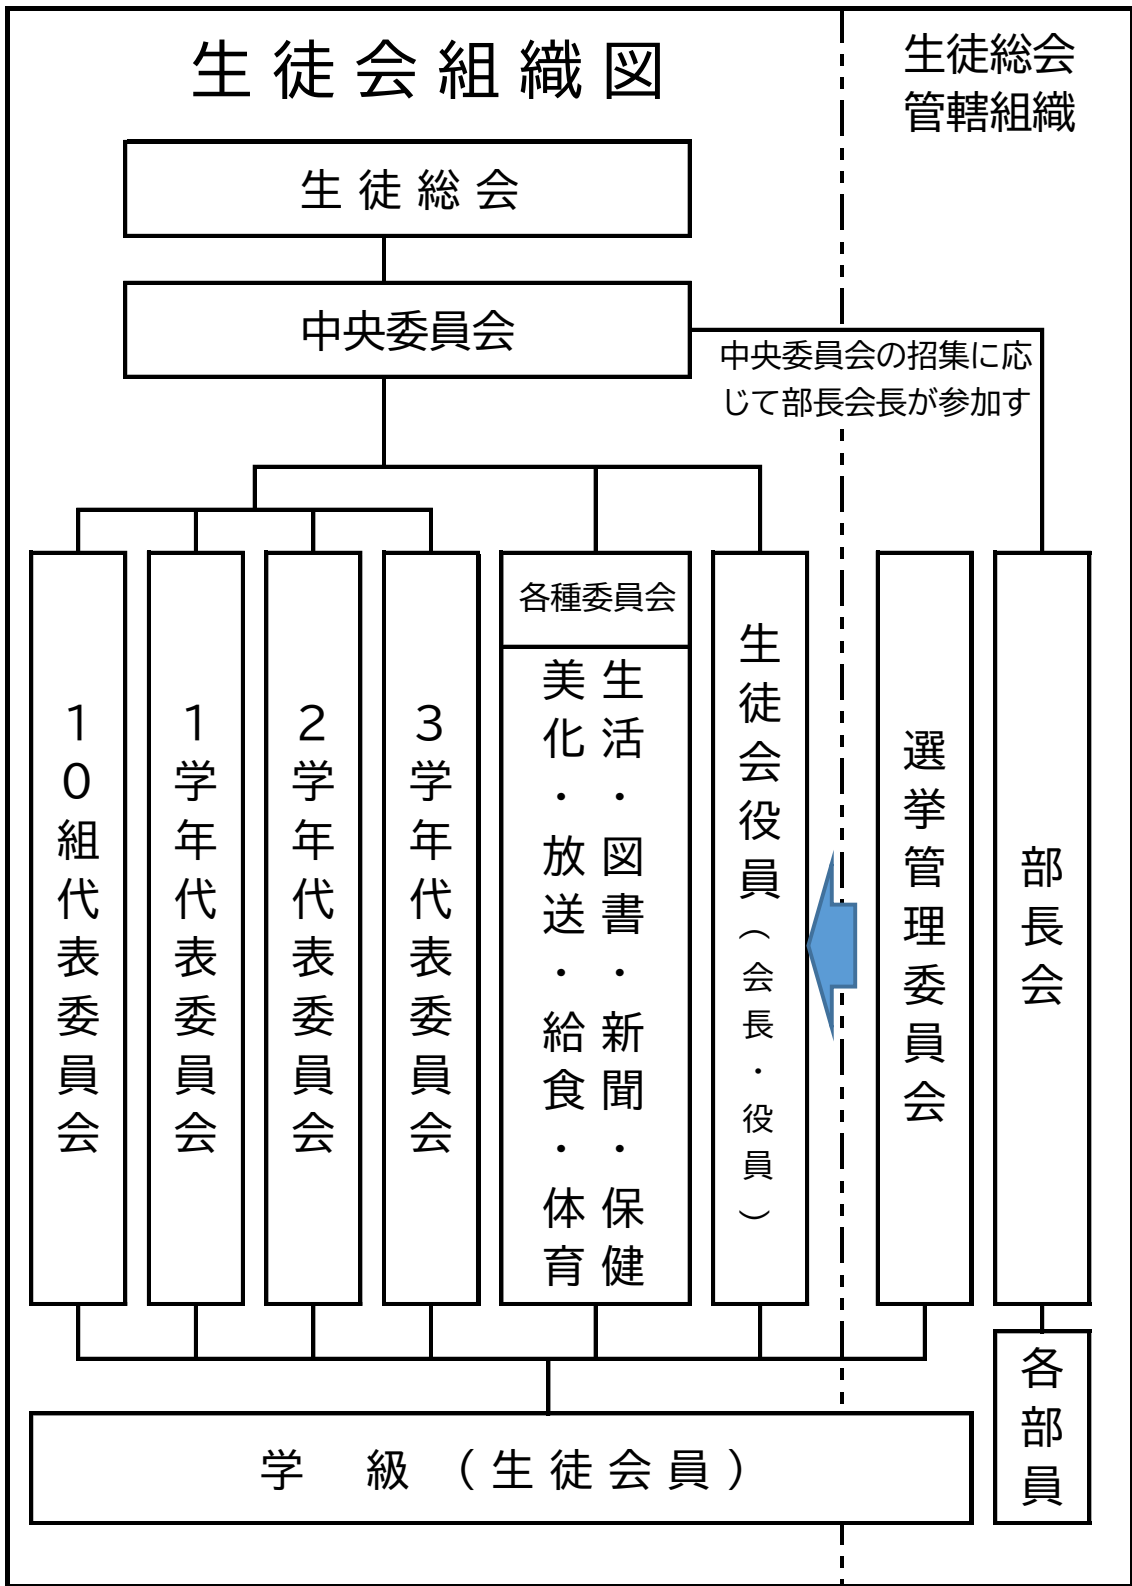 生徒会組織図
生徒総会
管轄組織
生徒総会
中央委員会
中央委員会の招集に応
じて部長会長が参加す
10組代表委員会
1学年代表委員会
2学年代表委員会
3学年代表委員会
各種委員会
生活・図書・新聞・保健
美化・放送・給食・体育
生徒会役員(会長・役員)
選挙管理委員会
部長会
各部員
学 級 (生徒会員)